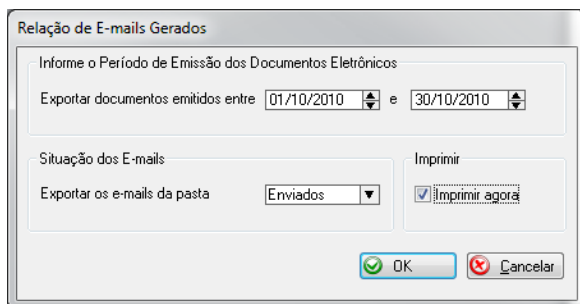 Relação de E-mails Gerados
Informe o Período de Emissão dos Documentos Eletrônicos
Exportar documentos emitidos entre 01/10/2010 e 30/10/2010
Situação dos E-mails
Exportar os e-mails da pasta Enviados
Imprimir
Imprimir agora
OK
Cancelar